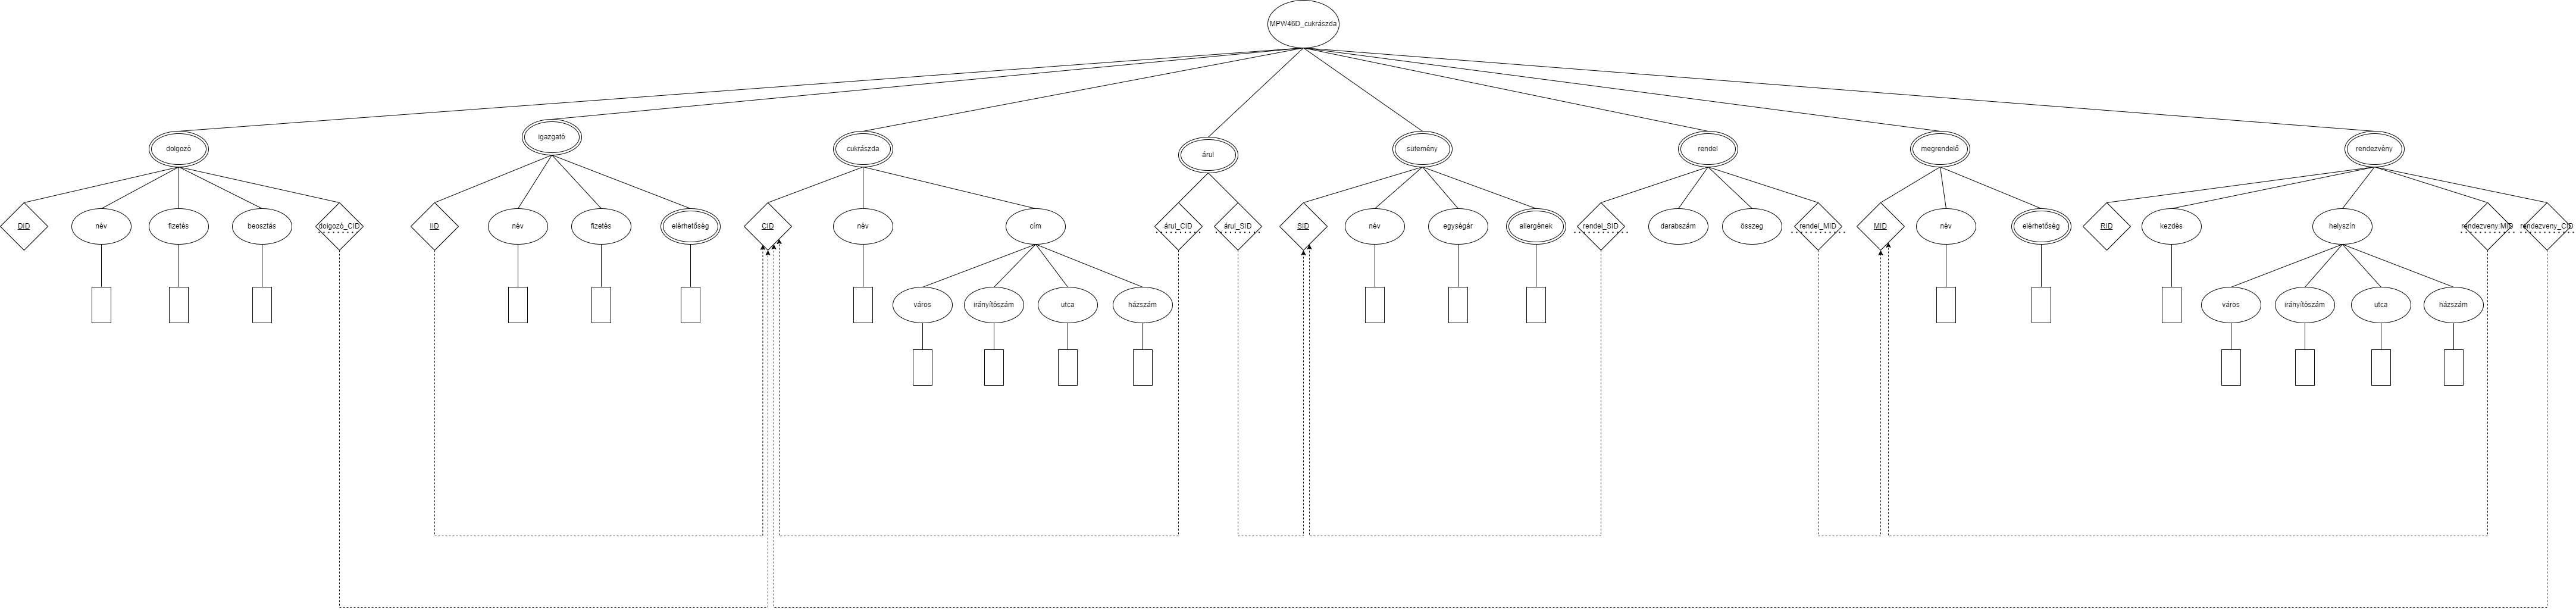 MPW46D_cukrászda
dolgozó
igazgató
cukrászda
árul
sütemény
rendel
megrendelő
rendezvény
DID
név
fizetés
beosztás
dolgozó_CID
IID
név
fizetés
elérhetőség
CID
név
cím
árul_CID
árul_SID
SID
név
egységár
allergének
rendel_SID
darabszám
összeg
rendel_MID
MID
név
elérhetőség
RID
kezdés
helyszín
rendezveny:MID
rendezveny_CID
város
irányítószám
utca
házszám
város
irányítószám
utca
házszám